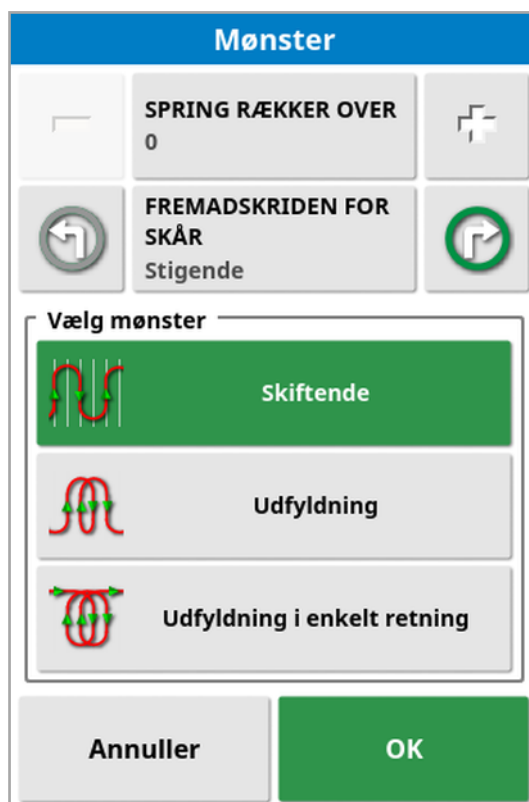 Mønster
SPRING RÆKKER OVER
0
FREMADSKRIDEN FOR
SKÅR
Stigende
Vælg mønster
Skiftende
Udfyldning
Udfyldning i enkelt retning
Annuller
OK